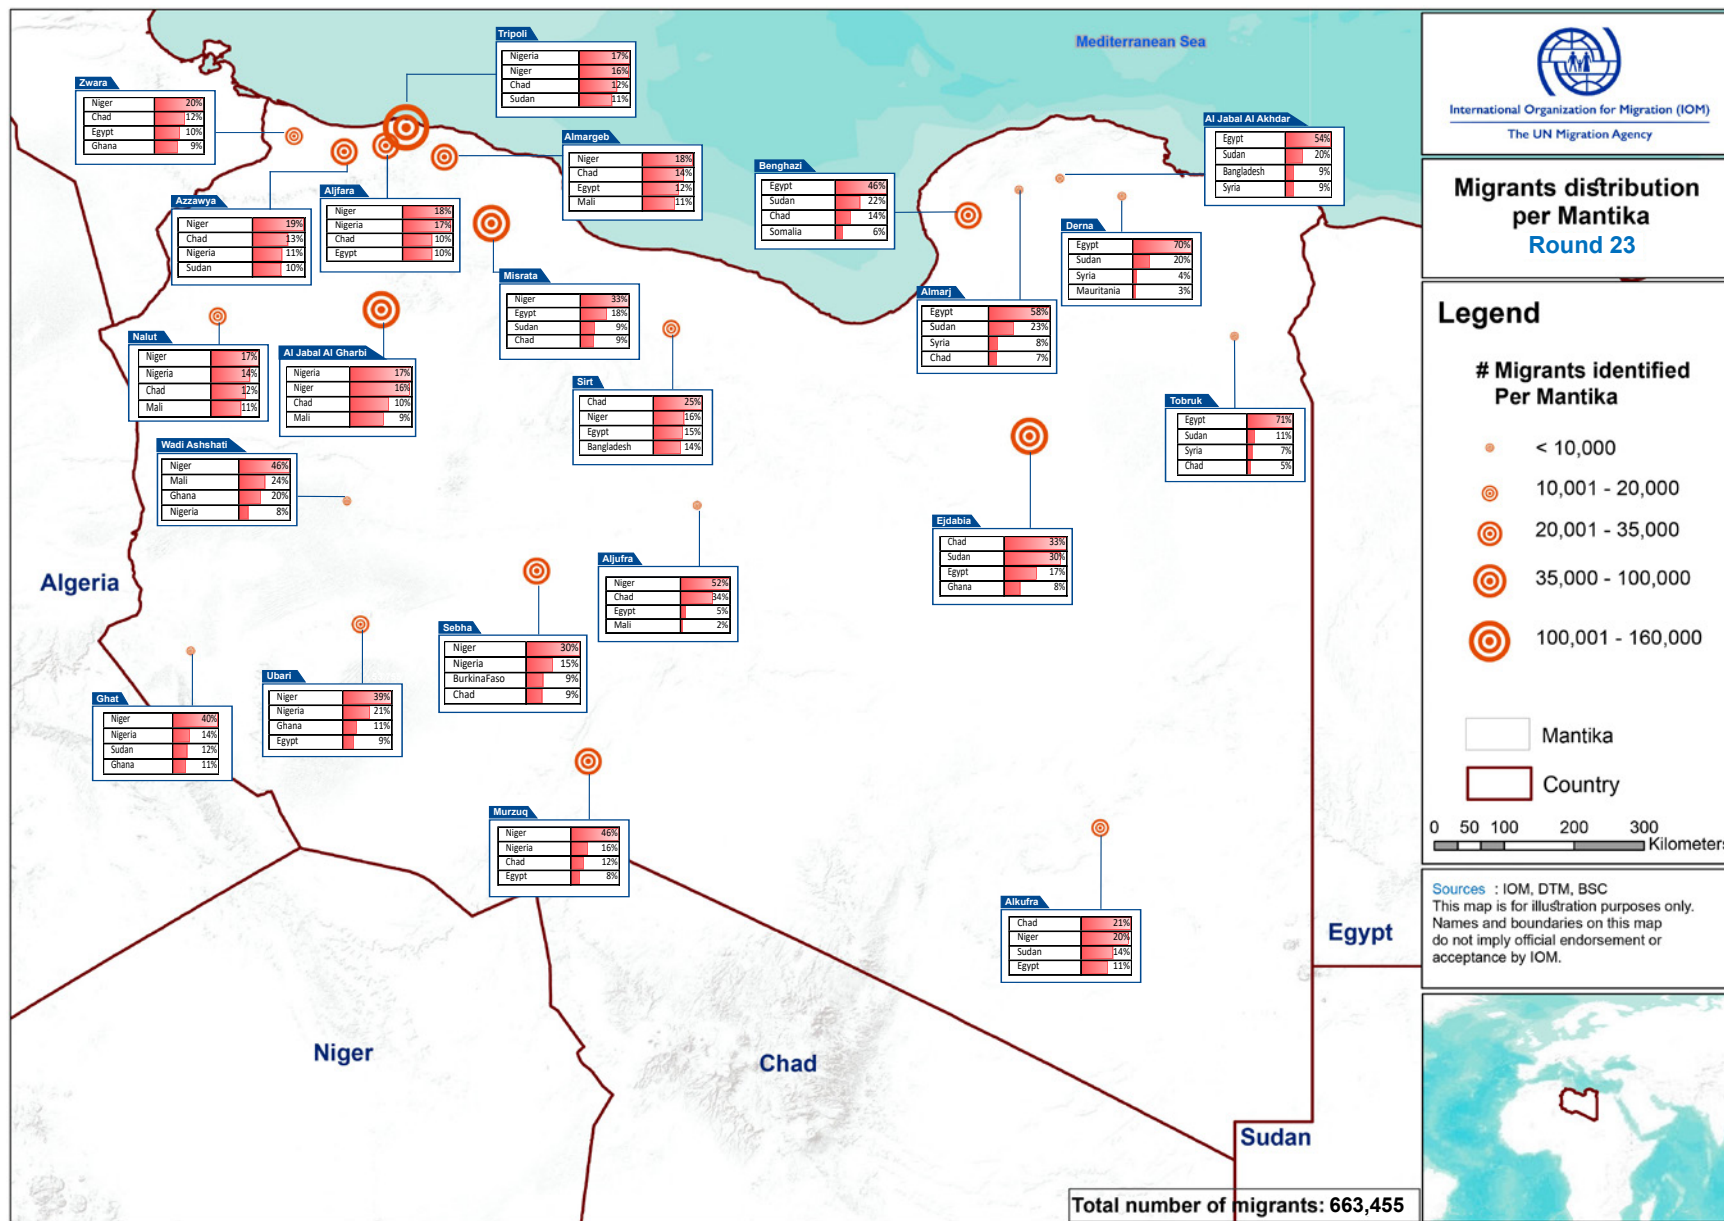 Mediterranean Sea
Tripoli
Nigeria 17%
Niger 16%
Chad 12%
Sudan 11%
Zwara
Niger 20%
Chad 12%
Egypt 10%
Ghana 9%
Almargeb
Niger 18%
Chad 14%
Egypt 12%
Mali 11%
Al Jabal Al Akhdar
Egypt 54%
Sudan 20%
Bangladesh 9%
Syria 9%
Benghazi
Egypt 46%
Sudan 22%
Chad 14%
Somalia 6%
Azzawya
Niger 19%
Chad 13%
Nigeria 11%
Sudan 10%
Aljfara
Niger 18%
Nigeria 17%
Chad 10%
Egypt 10%
Derna
Egypt 70%
Sudan 20%
Syria 4%
Mauritania 3%
Misrata
Niger 33%
Egypt 18%
Sudan 9%
Chad 9%
Almarj
Egypt 58%
Sudan 23%
Syria 8%
Chad 7%
Nalut
Niger 17%
Nigeria 14%
Chad 12%
Mali 11%
Al Jabal Al Gharbi
Nigeria 17%
Niger 16%
Chad 10%
Mali 9%
Sirt
Chad 25%
Niger 16%
Egypt 15%
Bangladesh 14%
Tobruk
Egypt 71%
Sudan 11%
Syria 7%
Chad 5%
Wadi Ashshati
Niger 46%
Mali 24%
Ghana 20%
Nigeria 8%
Ejdabia
Chad 33%
Sudan 30%
Egypt 17%
Ghana 8%
Aljufra
Niger 52%
Chad 34%
Egypt 5%
Mali 2%
Algeria
Sebha
Niger 30%
Nigeria 15%
BurkinaFaso 9%
Chad 9%
Ubari
Niger 39%
Nigeria 21%
Ghana 11%
Egypt 9%
Ghat
Niger 40%
Nigeria 14%
Sudan 12%
Ghana 11%
Murzuq
Niger 46%
Nigeria 16%
Chad 12%
Egypt 8%
Alkufra
Chad 21%
Niger 20%
Sudan 14%
Egypt 11%
Egypt
Niger
Chad
Sudan
Total number of migrants: 663,455
International Organization for Migration (IOM)
The UN Migration Agency
Migrants distribution
per Mantika
Round 23
Legend
# Migrants identified
Per Mantika
< 10,000
10,001 - 20,000
20,001 - 35,000
35,000 - 100,000
100,001 - 160,000
Mantika
Country
0 50 100 200 300
Kilometers
Sources : IOM, DTM, BSC
This map is for illustration purposes only.
Names and boundaries on this map
do not imply official endorsement or
acceptance by IOM.